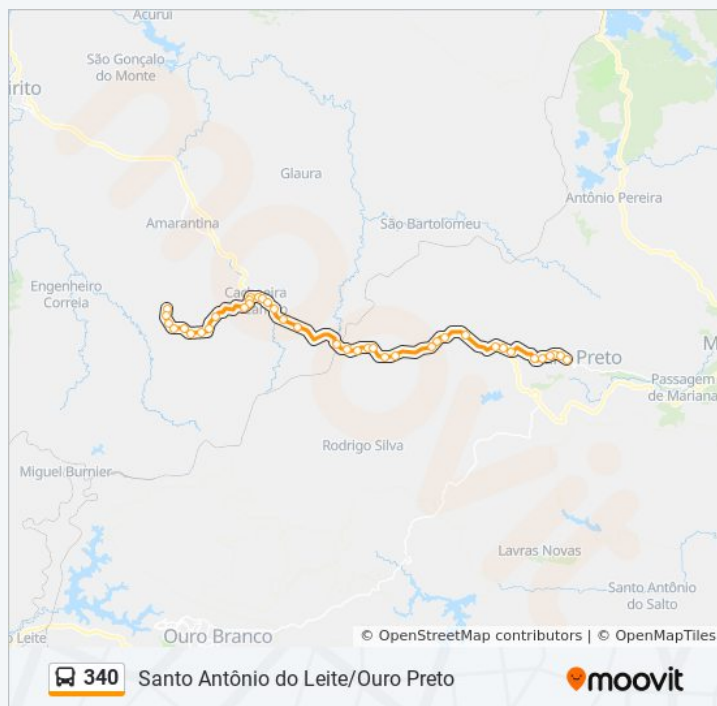 Acuruí
São Gonçalo
do Monte
irito
Glaura
Antônio Pereira
Amarantina
São Bartolomeu
Engenheiro
Correia
Cachoeira
M
Preto
Passagem
de Mariana
Rodrigo Silva
Miguel Burnier
Lavras Novas
Santo Antônio
do Salto
o Leite
Ouro Branco
© OpenStreetMap contributors | © OpenMapTiles
340
Santo Antônio do Leite/Ouro Preto
moovit
moovit